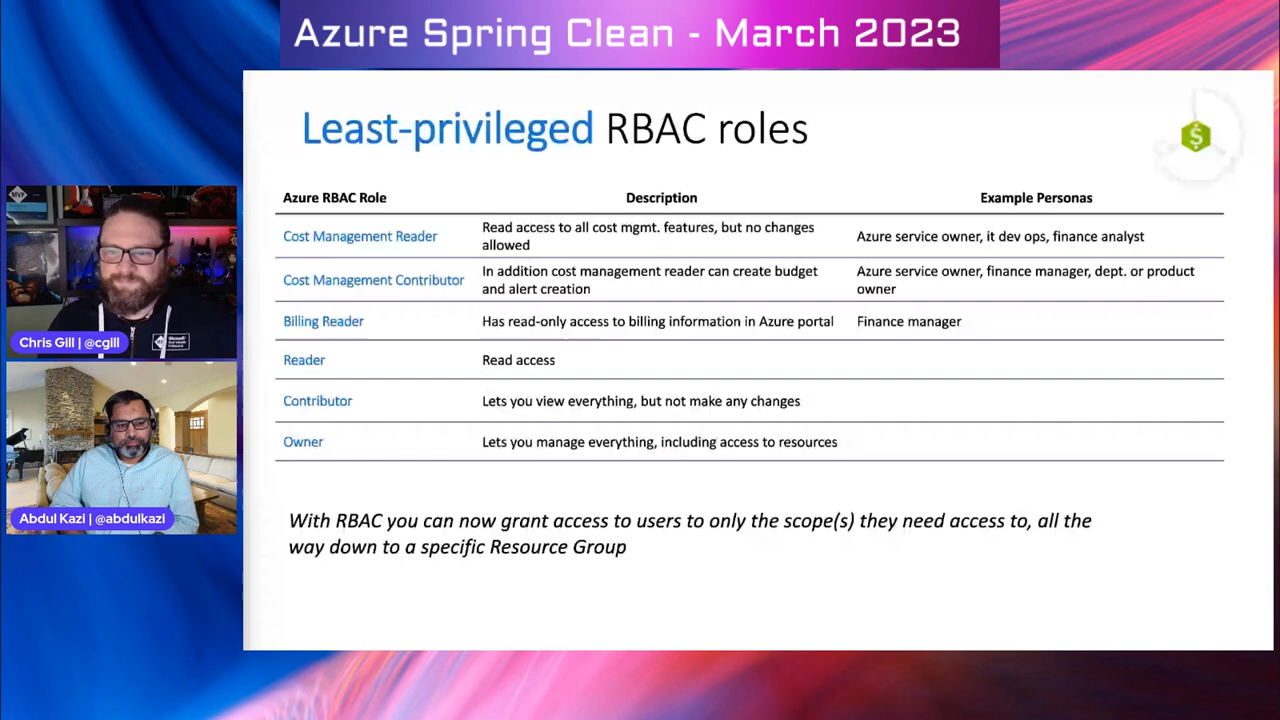 Azure Spring Clean - March 2023
Least-privileged RBAC roles
Azure RBAC Role Description Example Personas
Cost Management Reader Read access to all cost mgmt. features, but no changes allowed Azure service owner, it dev ops, finance analyst
Cost Management Contributor In addition cost management reader can create budget and alert creation Azure service owner, finance manager, dept. or product owner
Billing Reader Has read-only access to billing information in Azure portal Finance manager
Reader Read access
Contributor Lets you view everything, but not make any changes
Owner Lets you manage everything, including access to resources
With RBAC you can now grant access to users to only the scope(s) they need access to, all the
way down to a specific Resource Group
MVP
Chris Gill | @cgill
Microsoft
Abdul Kazi | @abdulkazi